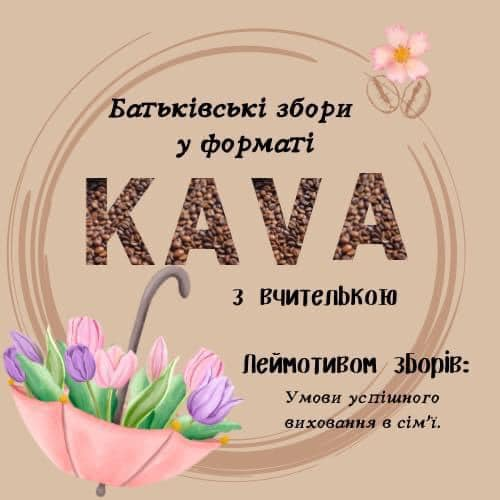 Батьківські збори
у форматі
KAVA
з вчителькою
Леймотивом зборів:
Умови успішного
виховання в сім'ї.